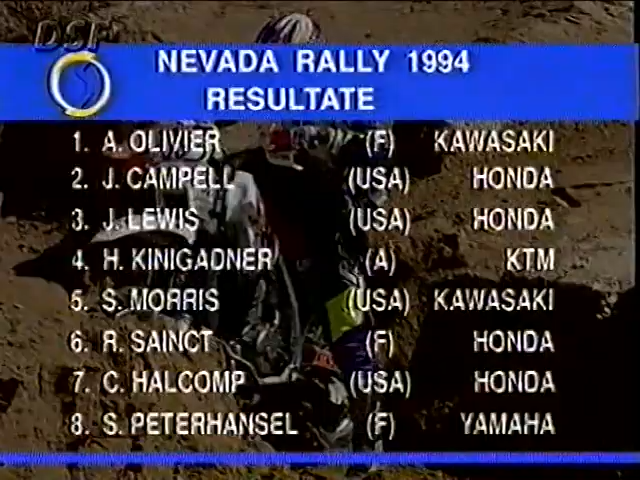 DSF
NEVADA RALLY 1994
RESULTATE
1. A. OLIVIER (F) KAWASAKI
2. J. CAMPELL (USA) HONDA
3. J. LEWIS (USA) HONDA
4. H. KINIGADNER (A) KTM
5. S. MORRIS (USA) KAWASAKI
6. R. SAINCT (F) HONDA
7. C. HALCOMP (USA) HONDA
8. S. PETERHANSEL (F) YAMAHA